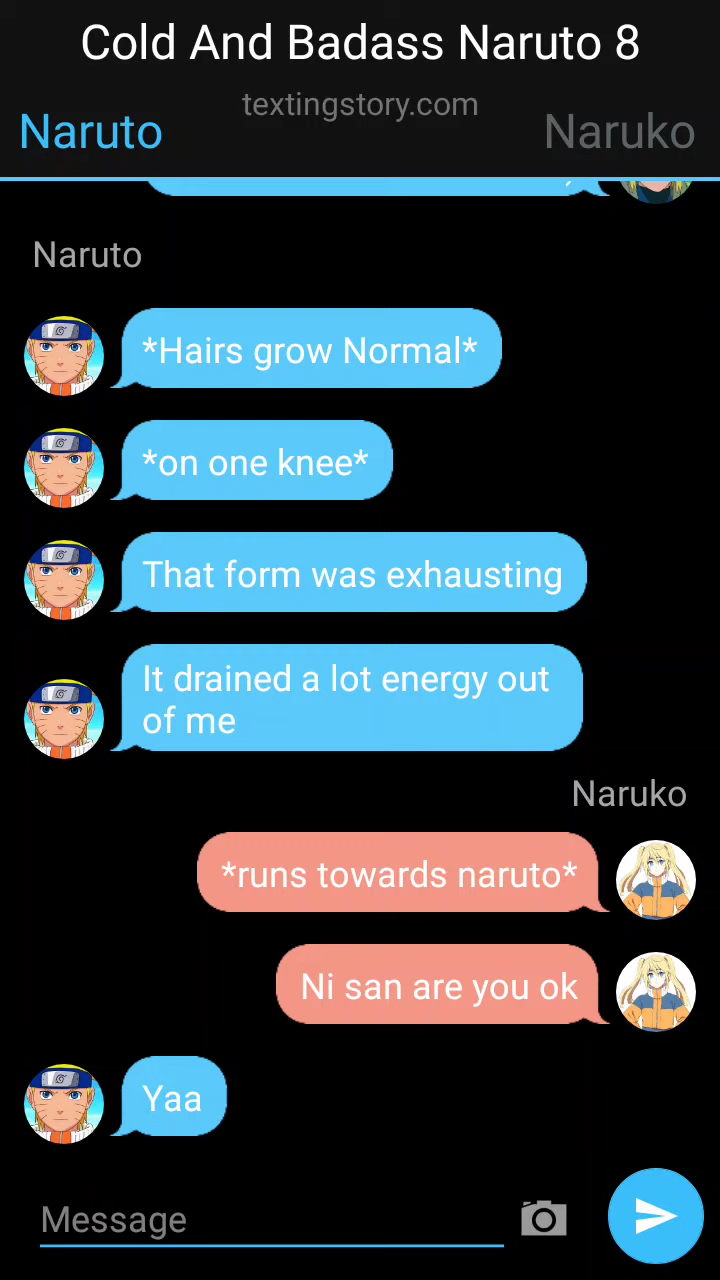 Cold And Badass Naruto 8
textingstory.com
Naruto
Naruko
Naruto
*Hairs grow Normal*
*on one knee*
That form was exhausting
It drained a lot energy out
of me
Naruko
*runs towards naruto*
Ni san are you ok
Yaa
Message